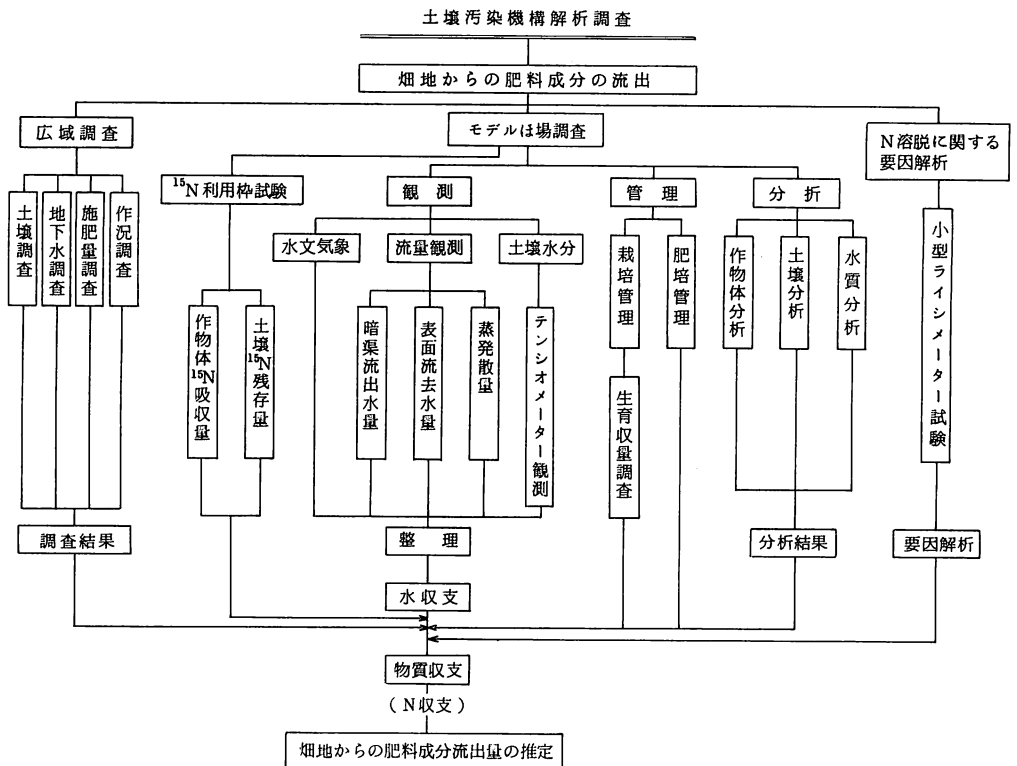 土壌汚染機構解析調査
畑地からの肥料成分の流出
広域調査
モデルほ場調査
N溶脱に関する
要因解析
¹⁵N利用枠試験
観測
管理
分折
土壌調査
地下水調査
施肥量調査
作況調査
水文気象
流量観測
土壌水分
栽培管理
肥培管理
作物体分析
土壌分析
水質分析
小型ライシメーター試験
作物体¹⁵N吸収量
土壌¹⁵N残存量
暗渠流出水量
表面流去水量
蒸発散量
テンシオメーター観測
生育収量調査
調査結果
整理
分析結果
要因解析
水収支
物質収支
(N収支)
畑地からの肥料成分流出量の推定